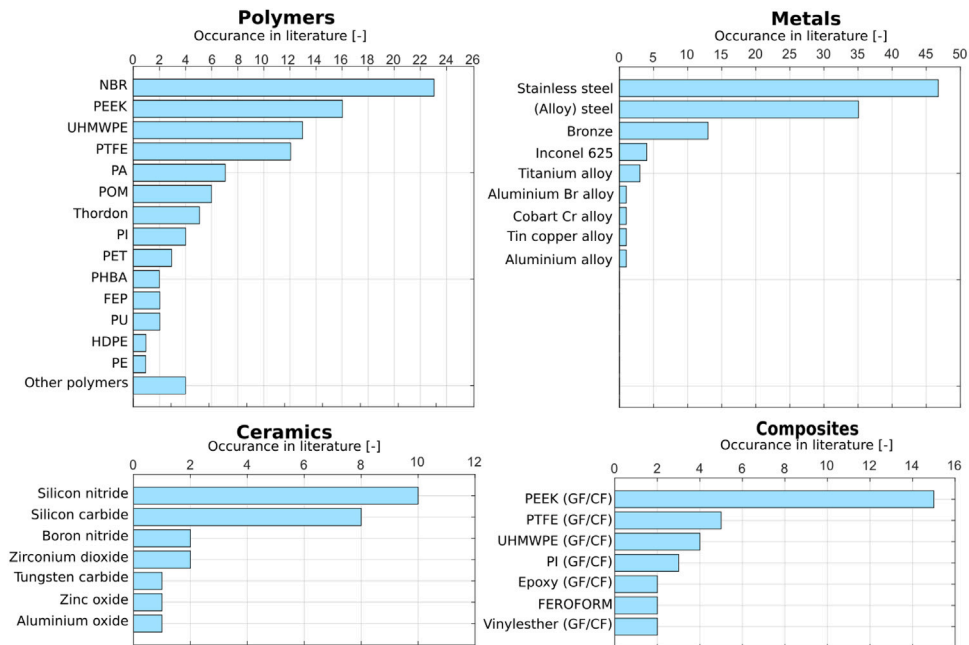 Polymers
Occurance in literature [-]
0 2 4 6 8 10 12 14 16 18 20 22 24 26
NBR
PEEK
UHMWPE
PTFE
PA
POM
Thordon
PI
PET
PHBA
FEP
PU
HDPE
PE
Other polymers
Metals
Occurance in literature [-]
0 5 10 15 20 25 30 35 40 45 50
Stainless steel
(Alloy) steel
Bronze
Inconel 625
Titanium alloy
Aluminium Br alloy
Cobart Cr alloy
Tin copper alloy
Aluminium alloy
Ceramics
Occurance in literature [-]
0 2 4 6 8 10 12
Silicon nitride
Silicon carbide
Boron nitride
Zirconium dioxide
Tungsten carbide
Zinc oxide
Aluminium oxide
Composites
Occurance in literature [-]
0 2 4 6 8 10 12 14 16
PEEK (GF/CF)
PTFE (GF/CF)
UHMWPE (GF/CF)
PI (GF/CF)
Epoxy (GF/CF)
FEROFORM
Vinylesther (GF/CF)